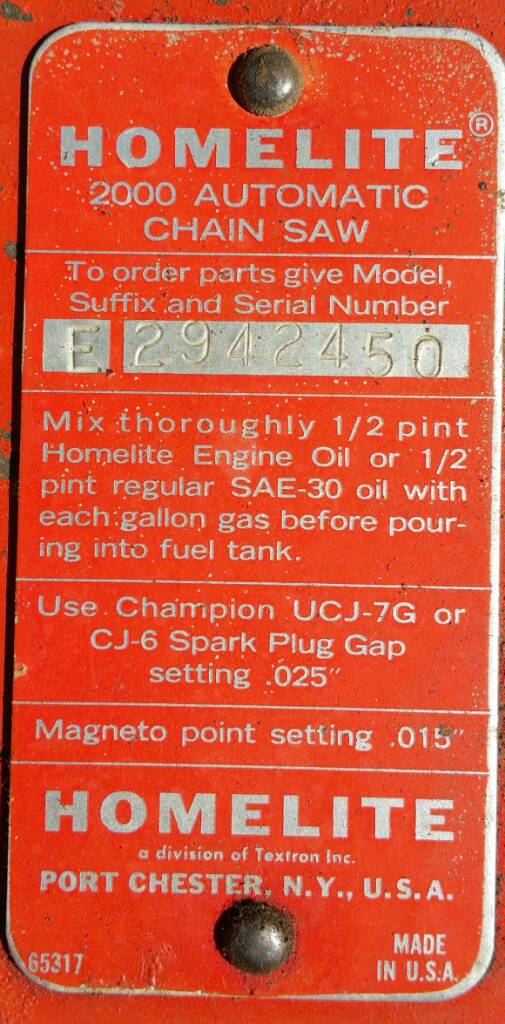 HOMELITE®
2000 AUTOMATIC
CHAIN SAW
To order parts give Model,
Suffix and Serial Number
E 2942450
Mix thoroughly 1/2 pint
Homelite Engine Oil or 1/2
pint regular SAE-30 oil with
each gallon gas before pour-
ing into fuel tank.
Use Champion UCJ-7G or
CJ-6 Spark Plug Gap
setting .025"
Magneto point setting .015"
HOMELITE
a division of Textron Inc.
PORT CHESTER, N.Y., U.S.A.
65317
MADE
IN U.S.A.